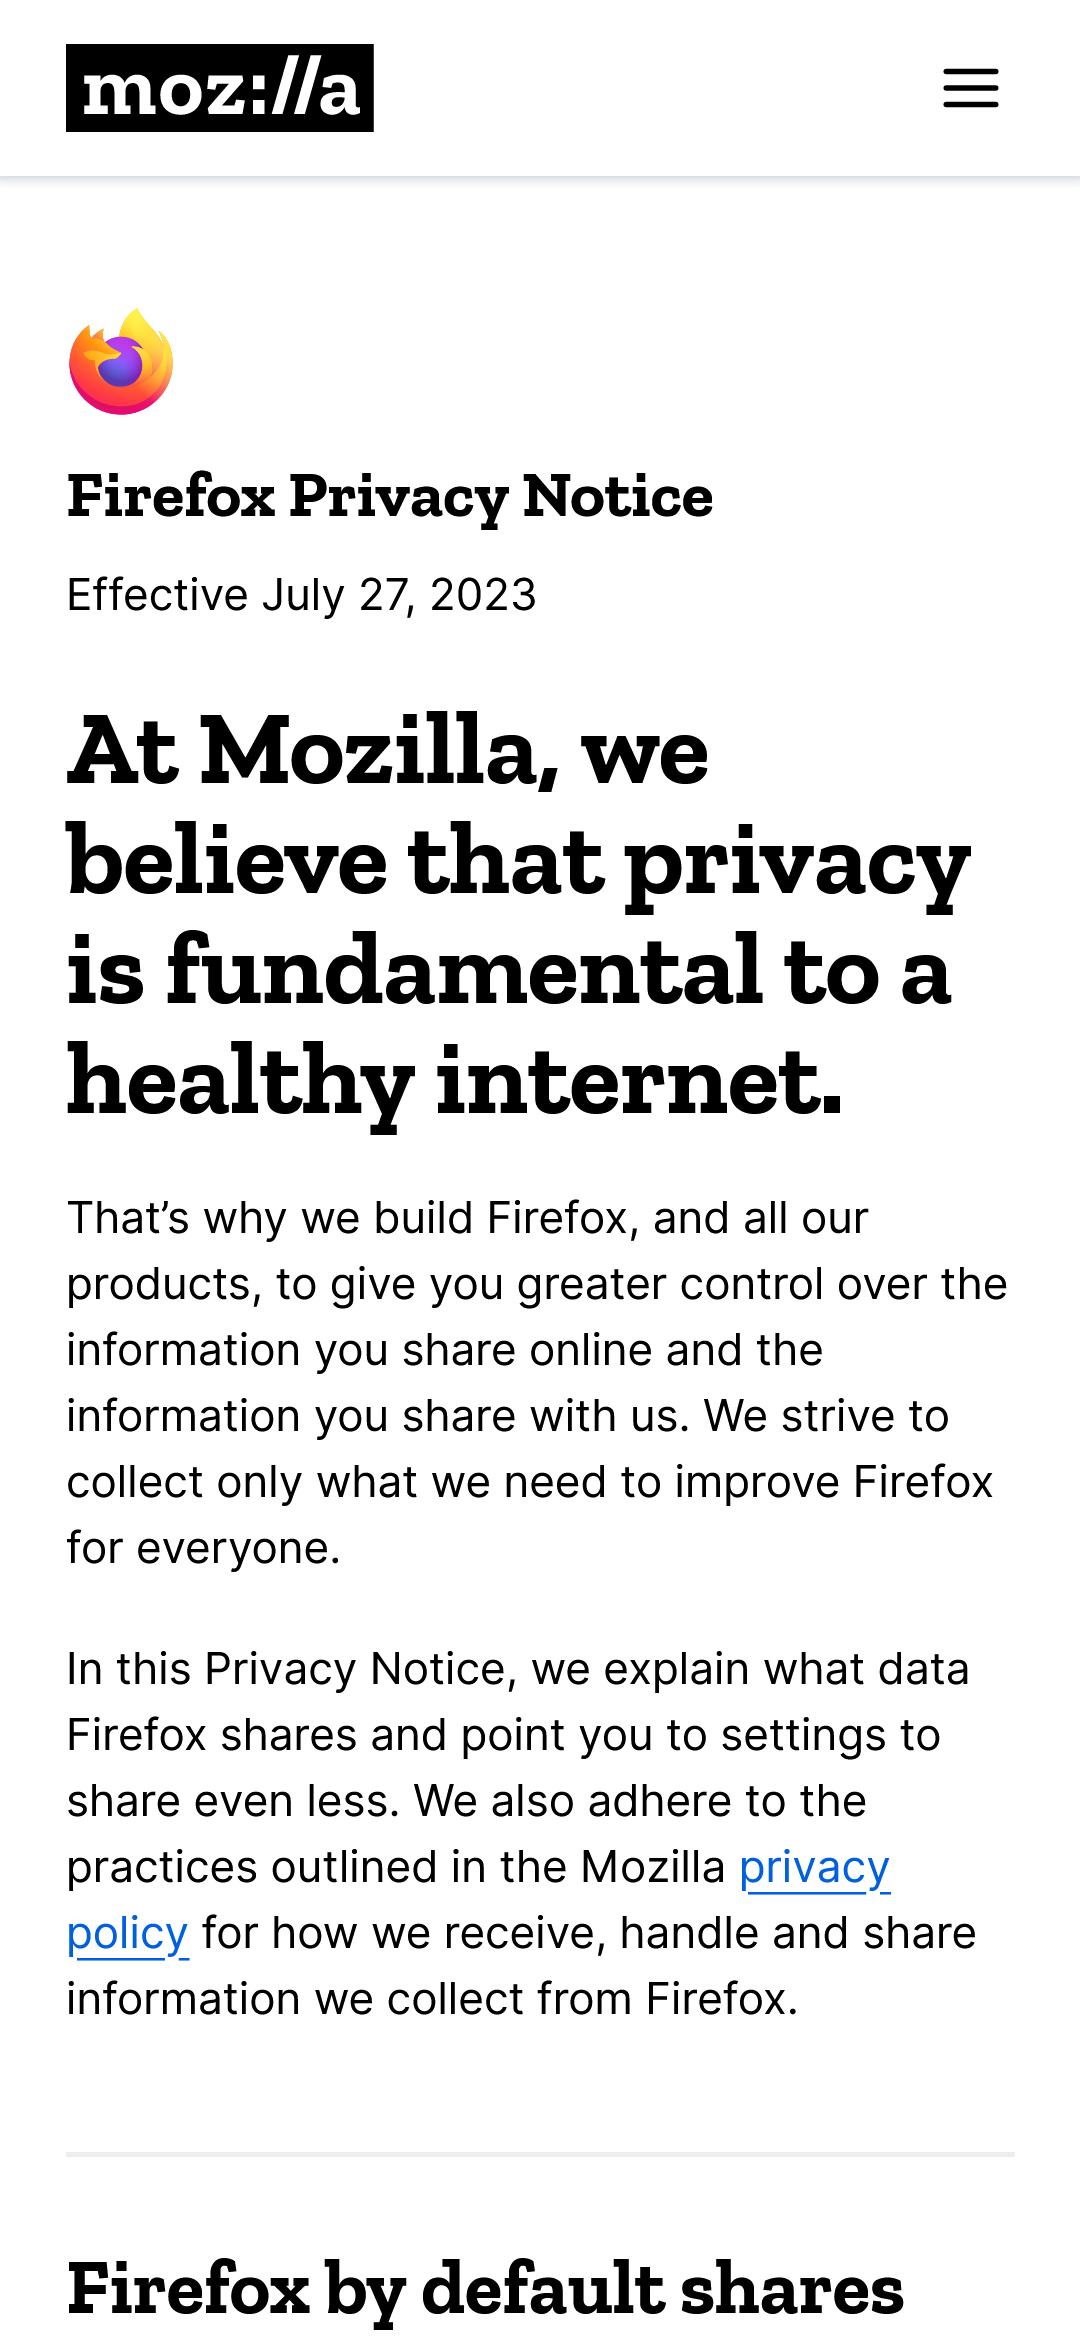 moz://a
Firefox Privacy Notice
Effective July 27, 2023
At Mozilla, we
believe that privacy
is fundamental to a
healthy internet.
That’s why we build Firefox, and all our
products, to give you greater control over the
information you share online and the
information you share with us. We strive to
collect only what we need to improve Firefox
for everyone.
In this Privacy Notice, we explain what data
Firefox shares and point you to settings to
share even less. We also adhere to the
practices outlined in the Mozilla privacy
policy for how we receive, handle and share
information we collect from Firefox.
Firefox by default shares